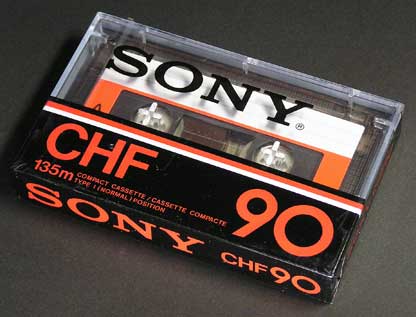 SONY®
A
CHF
135m COMPACT CASSETTE/CASSETTE COMPACTE
TYPE I (NORMAL) POSITION
90
SONY CHF90